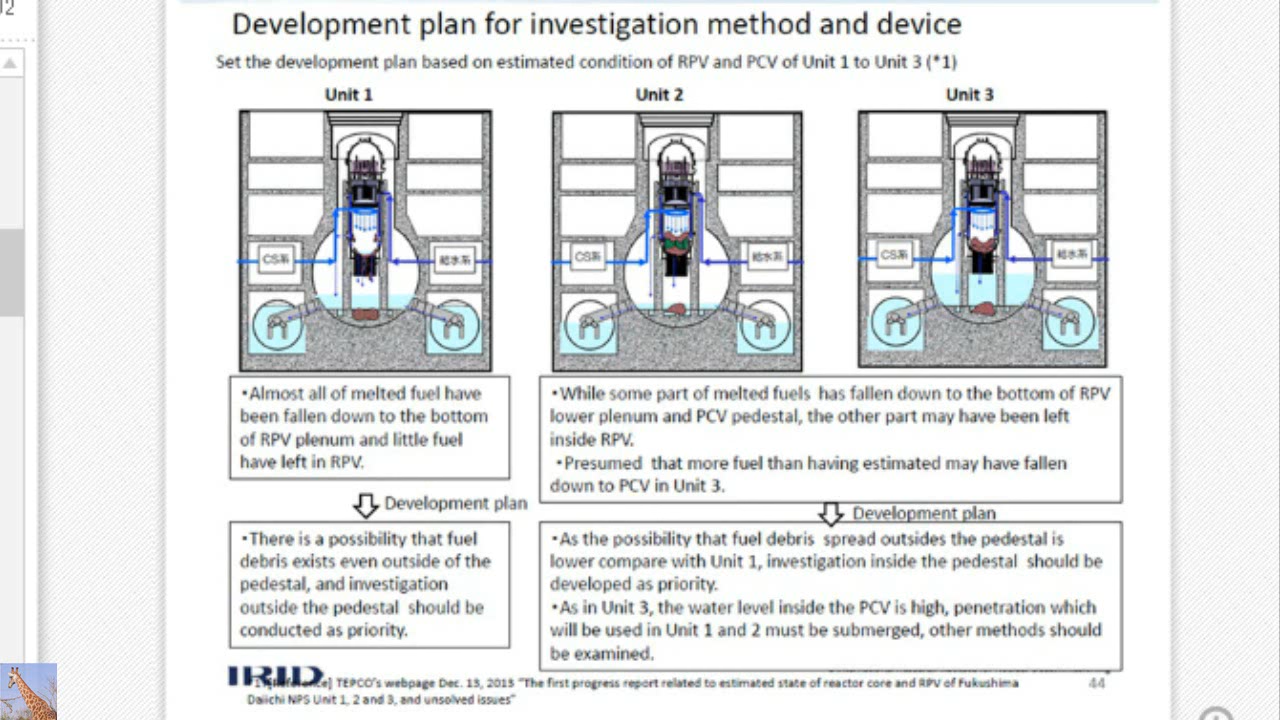 Development plan for investigation method and device
Set the development plan based on estimated condition of RPV and PCV of Unit 1 to Unit 3 (*1)
Unit 1
Unit 2
Unit 3
CS系
給水系
CS系
給水系
CS系
給水系
・Almost all of melted fuel have
been fallen down to the bottom
of RPV plenum and little fuel
have left in RPV.
・While some part of melted fuels has fallen down to the bottom of RPV
lower plenum and PCV pedestal, the other part may have been left
inside RPV.
・Presumed that more fuel than having estimated may have fallen
down to PCV in Unit 3.
Development plan
Development plan
・There is a possibility that fuel
debris exists even outside of the
pedestal, and investigation
outside the pedestal should be
conducted as priority.
・As the possibility that fuel debris spread outsides the pedestal is
lower compare with Unit 1, investigation inside the pedestal should be
developed as priority.
・As in Unit 3, the water level inside the PCV is high, penetration which
will be used in Unit 1 and 2 must be submerged, other methods should
be examined.
IRID
[Reference] TEPCO's webpage Dec. 13, 2013 "The first progress report related to estimated state of reactor core and RPV of Fukushima
Daiichi NPS Unit 1, 2 and 3, and unsolved issues"
44